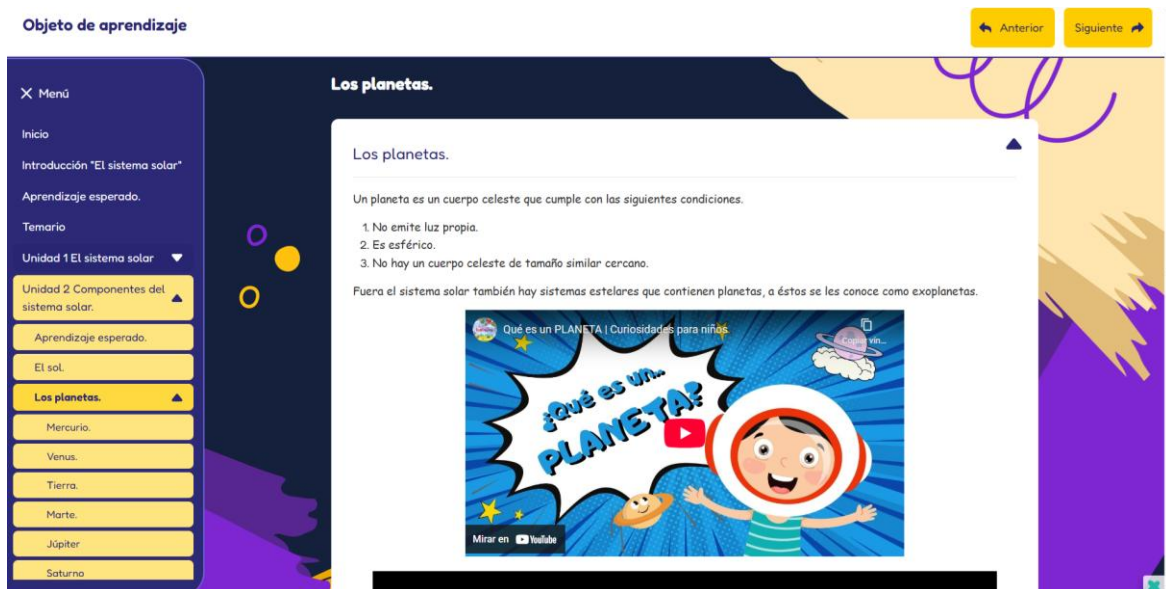 Objeto de aprendizaje
Anterior
Siguiente
Menú
Inicio
Introducción "El sistema solar"
Aprendizaje esperado.
Temario
Unidad 1 El sistema solar
Unidad 2 Componentes del
sistema solar.
Aprendizaje esperado.
El sol.
Los planetas.
Mercurio.
Venus.
Tierra.
Marte.
Júpiter
Saturno
Los planetas.
Los planetas.
Un planeta es un cuerpo celeste que cumple con las siguientes condiciones.
1. No emite luz propia.
2. Es esférico.
3. No hay un cuerpo celeste de tamaño similar cercano.
Fuera el sistema solar también hay sistemas estelares que contienen planetas, a éstos se les conoce como exoplanetas.
Qué es un PLANETA | Curiosidades para niños
Copiar vín...
¿Qué es un...
PLANETA?
Mirar en YouTube